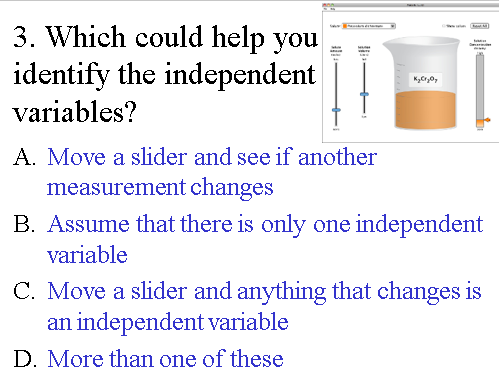 3. Which could help you
identify the independent
variables?
K2Cr2O7
A. Move a slider and see if another
measurement changes
B. Assume that there is only one independent
variable
C. Move a slider and anything that changes is
an independent variable
D. More than one of these